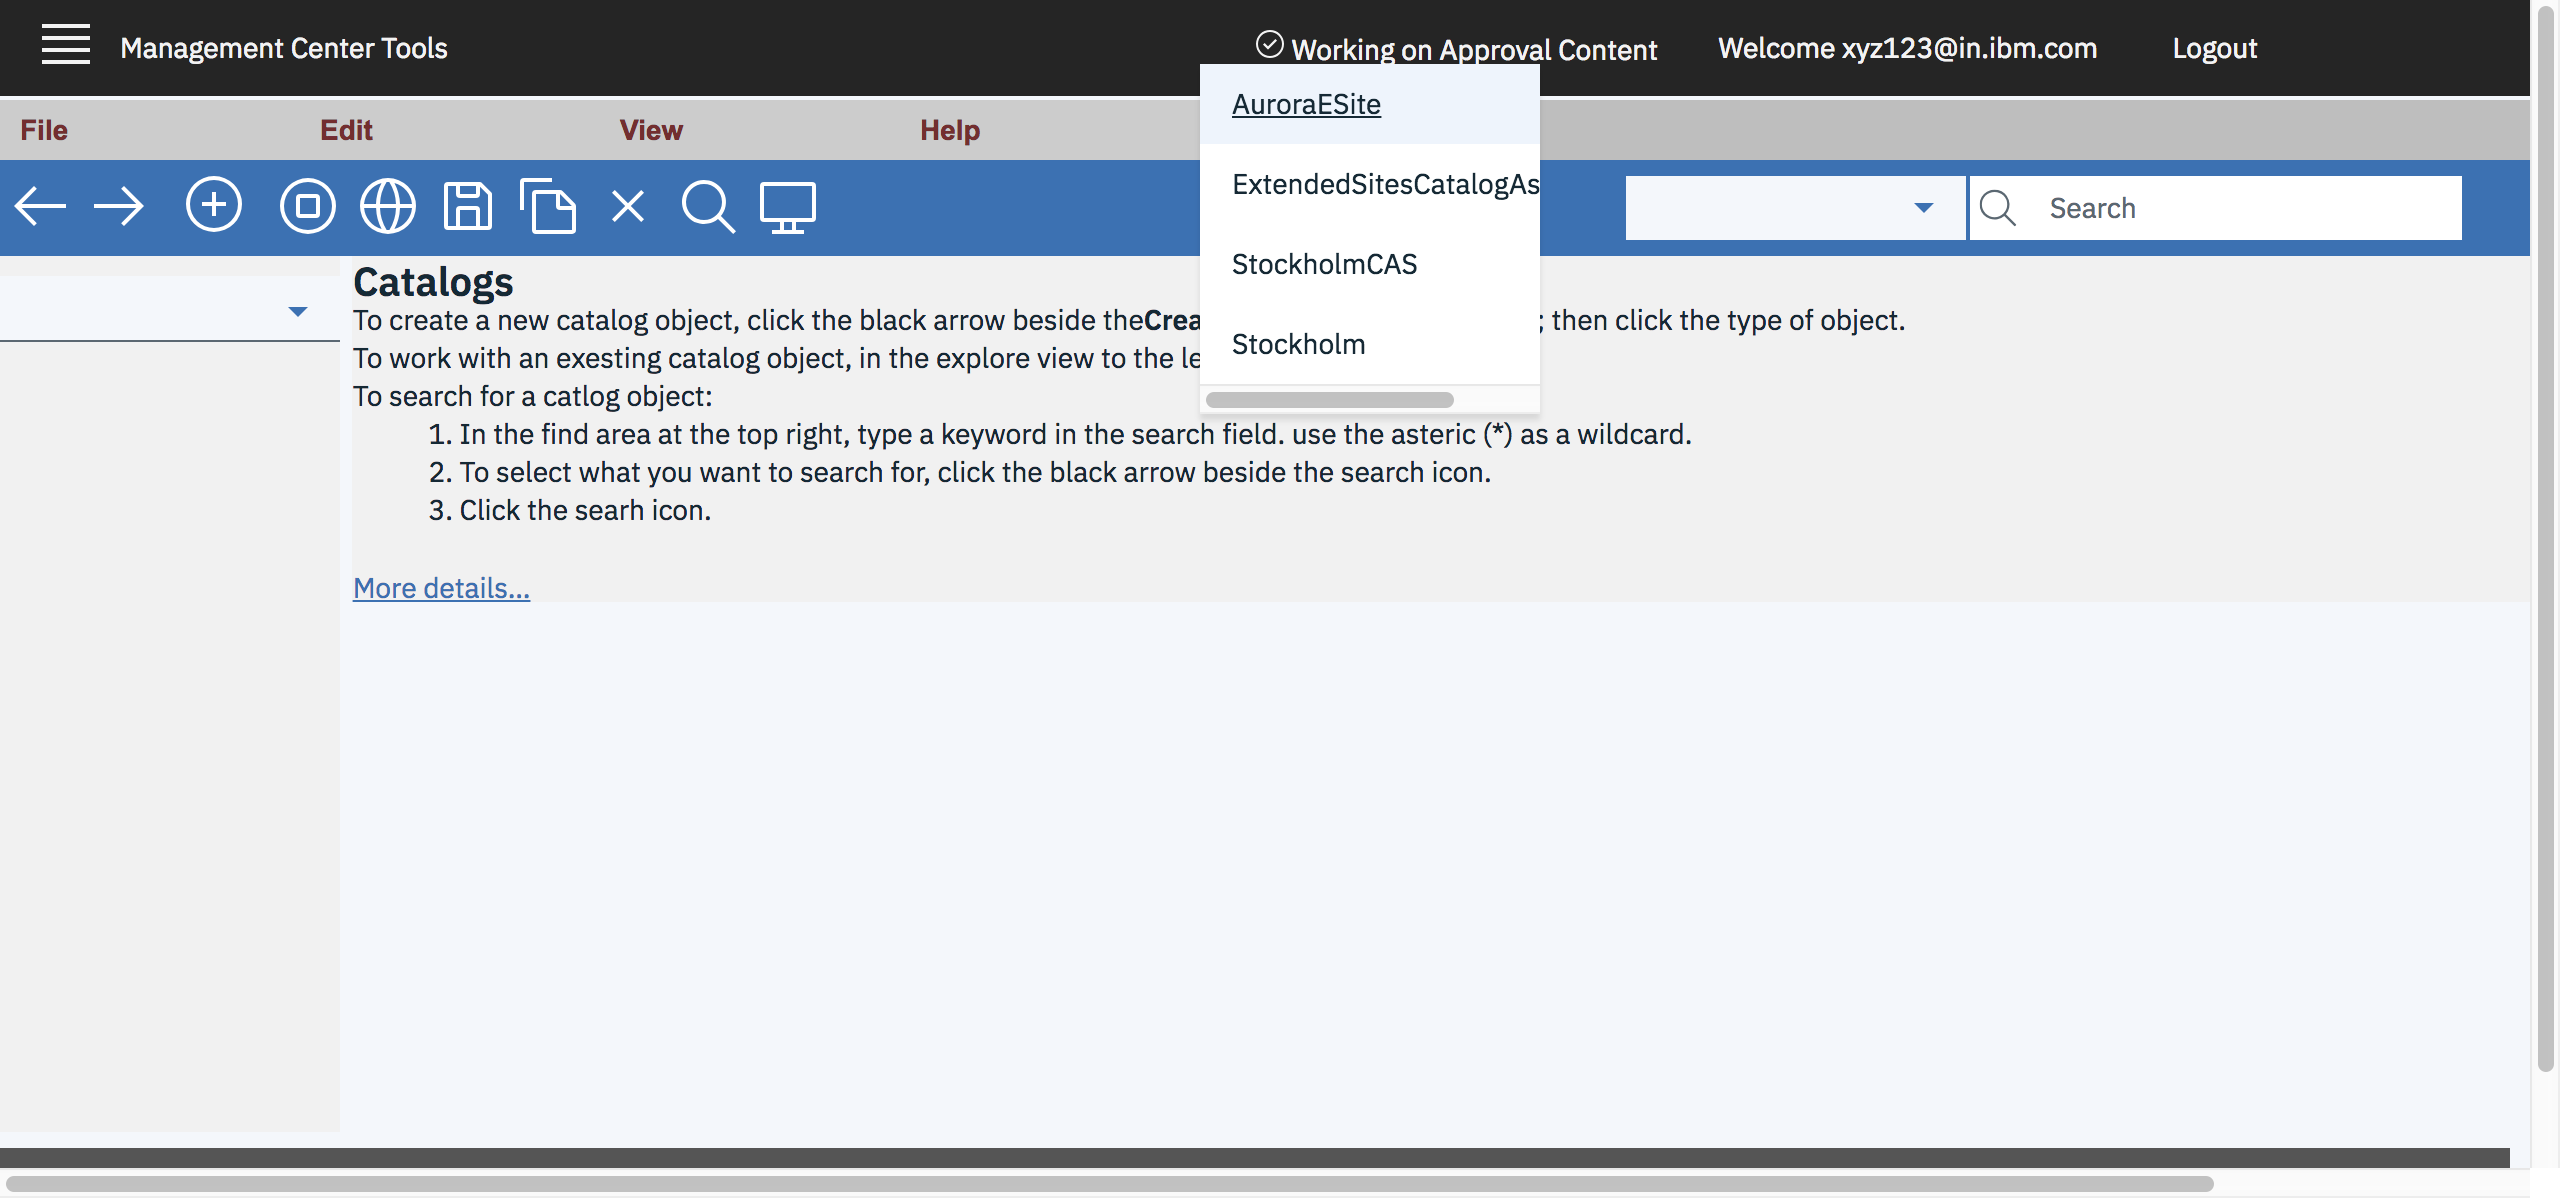 Management Center Tools
Working on Approval Content
Welcome xyz123@in.ibm.com
Logout
File
Edit
View
Help
AuroraESite
ExtendedSitesCatalogAs
StockholmCAS
Stockholm
Search
Catalogs
To create a new catalog object, click the black arrow beside theCrea ; then click the type of object.
To work with an exesting catalog object, in the explore view to the le
To search for a catlog object:
1. In the find area at the top right, type a keyword in the search field. use the asteric (*) as a wildcard.
2. To select what you want to search for, click the black arrow beside the search icon.
3. Click the searh icon.
More details...